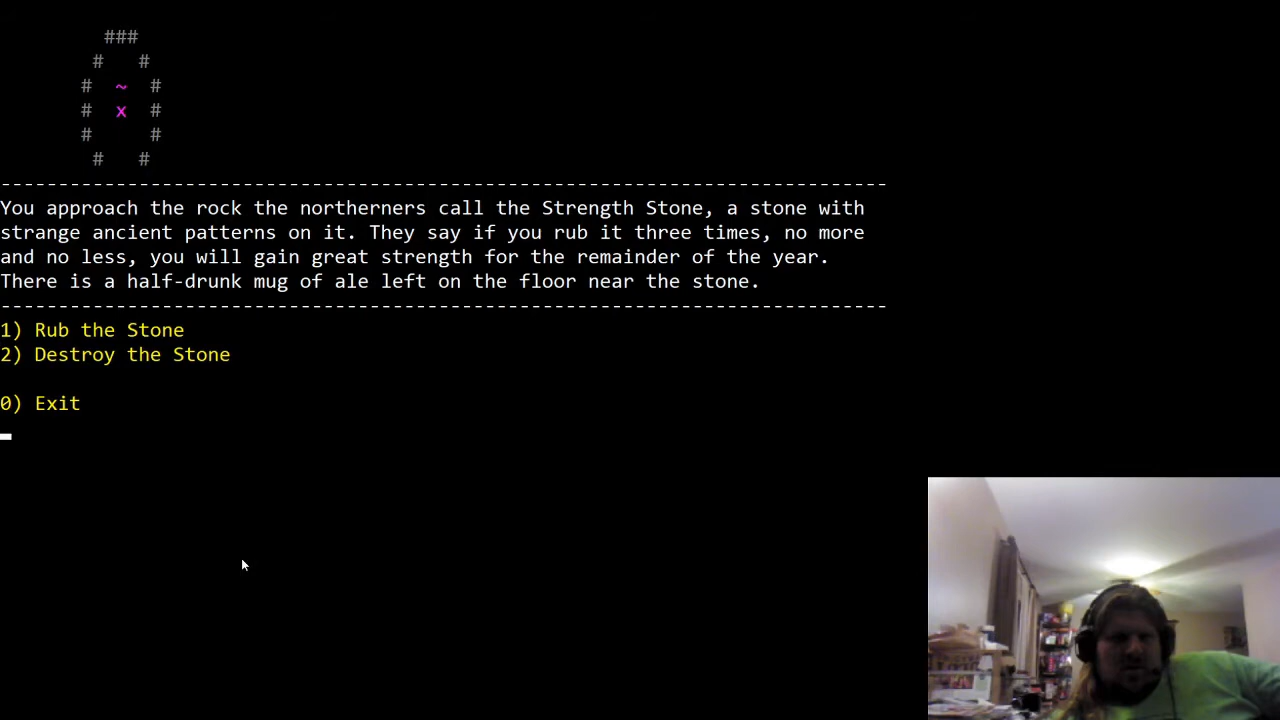 ###
# #
# ~ #
# x #
# #
# #
-----------------------------------------------------------------------------
You approach the rock the northerners call the Strength Stone, a stone with
strange ancient patterns on it. They say if you rub it three times, no more
and no less, you will gain great strength for the remainder of the year.
There is a half-drunk mug of ale left on the floor near the stone.
-----------------------------------------------------------------------------
1) Rub the Stone
2) Destroy the Stone
0) Exit